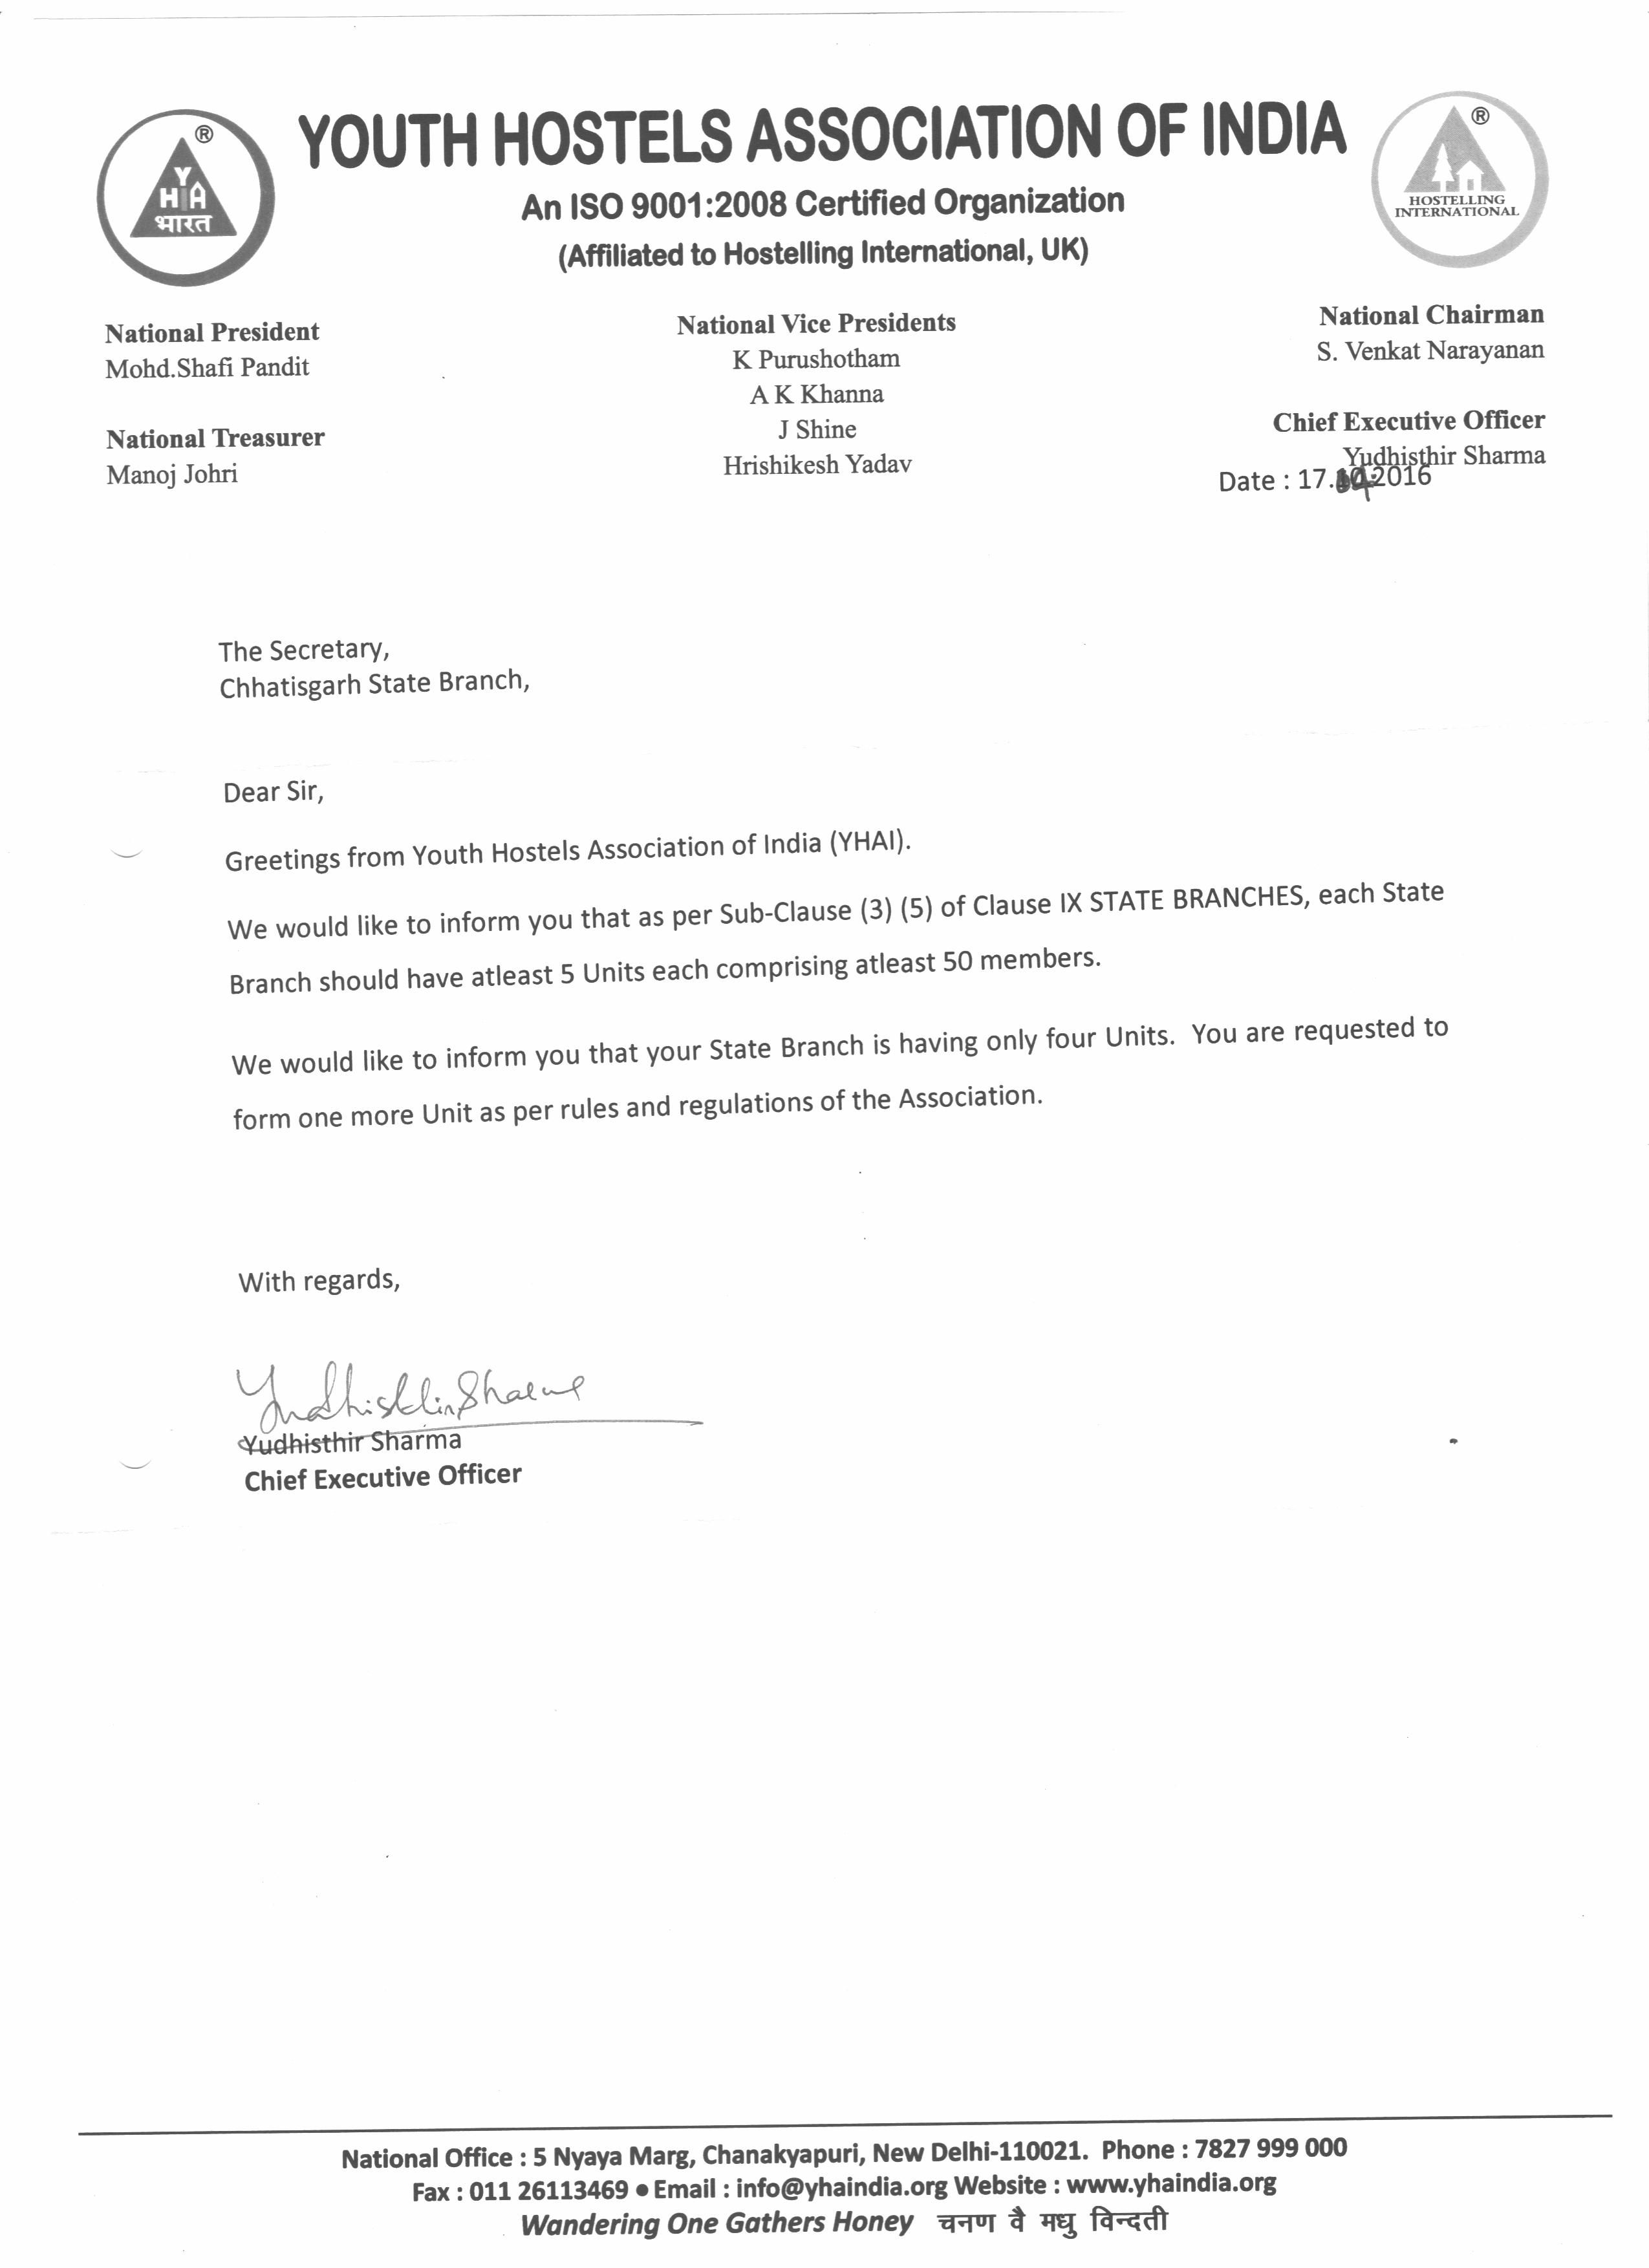 YOUTH HOSTELS ASSOCIATION OF INDIA
An ISO 9001:2008 Certified Organization
(Affiliated to Hostelling International, UK)
®
Y
HIA
भारत
®
HOSTELLING
INTERNATIONAL
National President
Mohd.Shafi Pandit
National Treasurer
Manoj Johri
National Vice Presidents
K Purushotham
A K Khanna
J Shine
Hrishikesh Yadav
National Chairman
S. Venkat Narayanan
Chief Executive Officer
Yudhisthir Sharma
Date : 17. 2016
The Secretary,
Chhatisgarh State Branch,
Dear Sir,
Greetings from Youth Hostels Association of India (YHAI).
We would like to inform you that as per Sub-Clause (3) (5) of Clause IX STATE BRANCHES, each State
Branch should have atleast 5 Units each comprising atleast 50 members.
We would like to inform you that your State Branch is having only four Units. You are requested to
form one more Unit as per rules and regulations of the Association.
With regards,
Yudhisthir Sharma
Yudhisthir Sharma
Chief Executive Officer
National Office : 5 Nyaya Marg, Chanakyapuri, New Delhi-110021. Phone : 7827 999 000
Fax : 011 26113469 ● Email : info@yhaindia.org Website : www.yhaindia.org
Wandering One Gathers Honey चनण वै मधु विन्दती